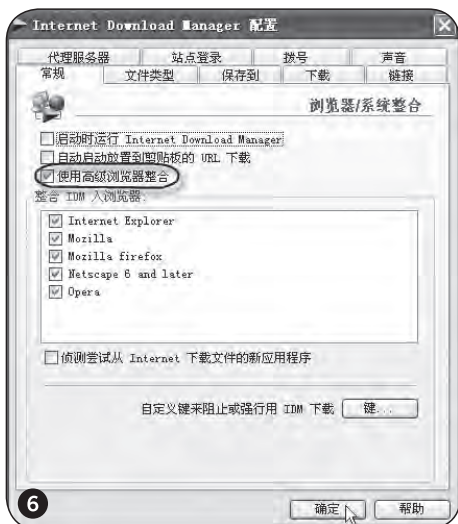 Internet Download Manager 配置
代理服务器 站点登录 拨号 声音
常规 文件类型 保存到 下载 链接
浏览器/系统整合
启动时运行 Internet Download Manager
自动启动放置到剪贴板的 URL 下载
使用高级浏览器整合
整合 IDM 入浏览器:
Internet Explorer
Mozilla
Mozilla firefox
Netscape 6 and later
Opera
侦测尝试从 Internet 下载文件的新应用程序
自定义键来阻止或强行用 IDM 下载 键...
6 确定 帮助